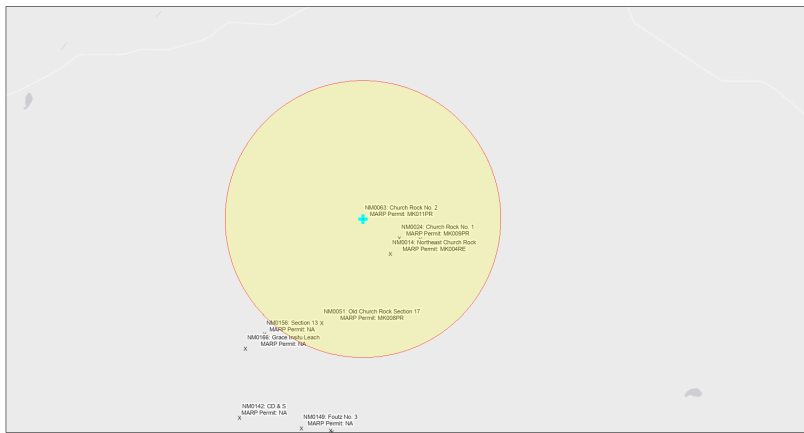 NM0063: Church Rock No. 2
MARP Permit: MK011PR
NM0024: Church Rock No. 1
MARP Permit: MK009PR
NM0014: Northeast Church Rock
MARP Permit: MK004RE
NM0051: Old Church Rock Section 17
MARP Permit: MK008PR
NM0156: Section 13
MARP Permit: NA
NM0166: Grace Insitu Leach
MARP Permit: NA
NM0142: CD & S
MARP Permit: NA
NM0149: Foutz No. 3
MARP Permit: NA